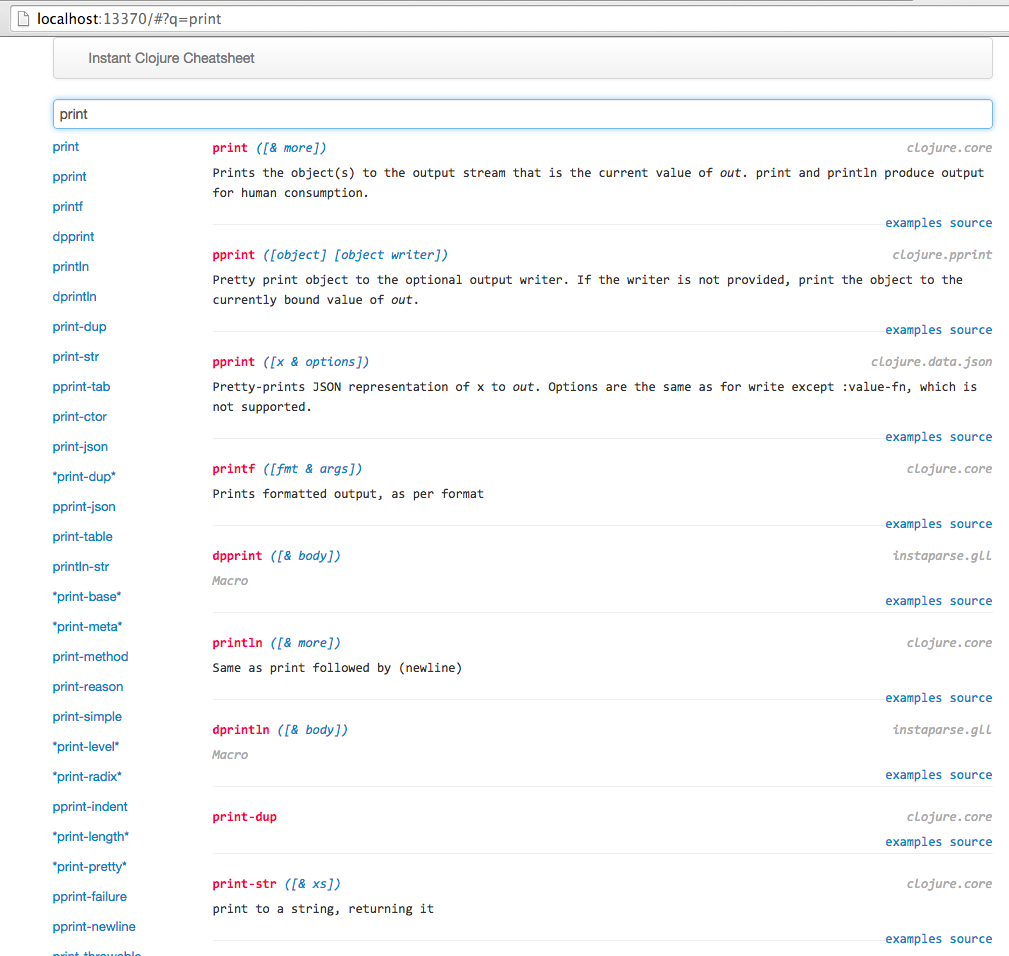 localhost:13370/#?q=print
Instant Clojure Cheatsheet
print
print
pprint
printf
dpprint
println
dprintln
print-dup
print-str
pprint-tab
print-ctor
print-json
*print-dup*
pprint-json
print-table
println-str
*print-base*
*print-meta*
print-method
print-reason
print-simple
*print-level*
*print-radix*
pprint-indent
*print-length*
*print-pretty*
pprint-failure
pprint-newline
print-throwable
print ([& more]) clojure.core
Prints the object(s) to the output stream that is the current value of out. print and println produce output
for human consumption.
examples source
pprint ([object] [object writer]) clojure.pprint
Pretty print object to the optional output writer. If the writer is not provided, print the object to the
currently bound value of out.
examples source
pprint ([x & options]) clojure.data.json
Pretty-prints JSON representation of x to out. Options are the same as for write except :value-fn, which is
not supported.
examples source
printf ([fmt & args]) clojure.core
Prints formatted output, as per format
examples source
dpprint ([& body]) instaparse.gll
Macro
examples source
println ([& more]) clojure.core
Same as print followed by (newline)
examples source
dprintln ([& body]) instaparse.gll
Macro
examples source
print-dup clojure.core
examples source
print-str ([& xs]) clojure.core
print to a string, returning it
examples source